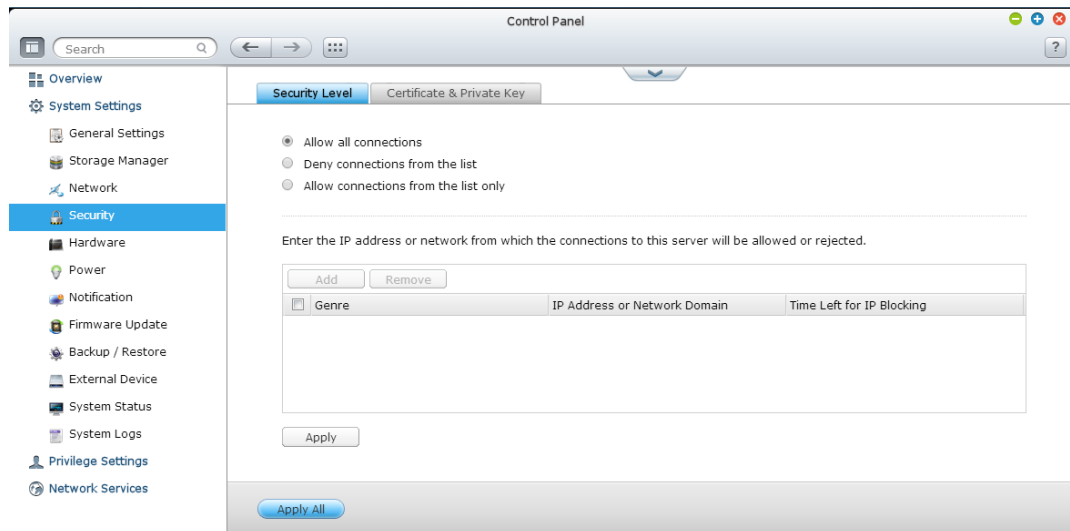 Control Panel
Search
?
Overview
System Settings
General Settings
Storage Manager
Network
Security
Hardware
Power
Notification
Firmware Update
Backup / Restore
External Device
System Status
System Logs
Privilege Settings
Network Services
Security Level Certificate & Private Key
Allow all connections
Deny connections from the list
Allow connections from the list only
Enter the IP address or network from which the connections to this server will be allowed or rejected.
Add Remove
Genre IP Address or Network Domain Time Left for IP Blocking
Apply
Apply All